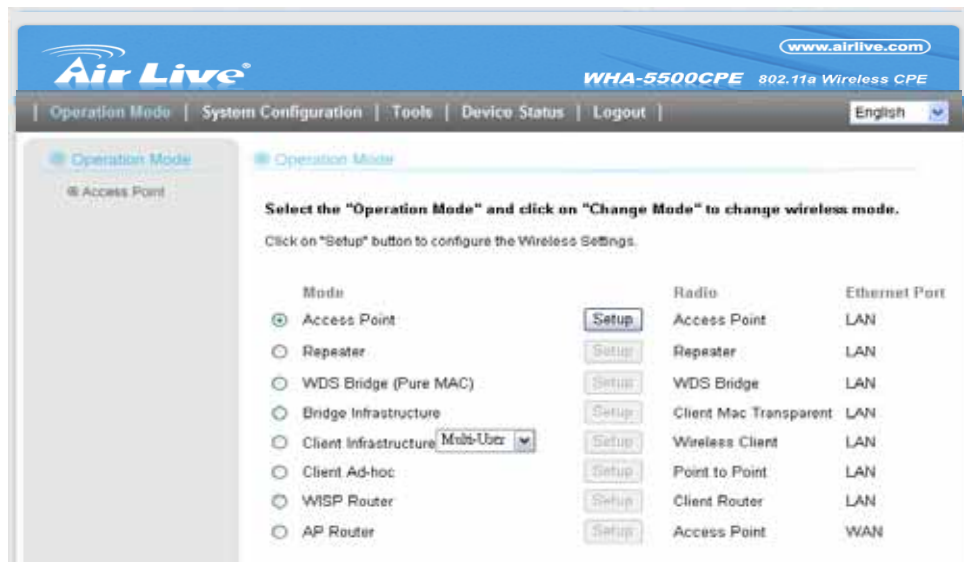 www.airlive.com
Air Live®
WHA-5500CPE 802.11a Wireless CPE
| Operation Mode | System Configuration | Tools | Device Status | Logout | English
Operation Mode
Access Point
Operation Mode
Select the "Operation Mode" and click on "Change Mode" to change wireless mode.
Click on "Setup" button to configure the Wireless Settings.
Mode Radio Ethernet Port
Access Point Setup Access Point LAN
Repeater Setup Repeater LAN
WDS Bridge (Pure MAC) Setup WDS Bridge LAN
Bridge Infrastructure Setup Client Mac Transparent LAN
Client Infrastructure Multi-User Setup Wireless Client LAN
Client Ad-hoc Setup Point to Point LAN
WISP Router Setup Client Router LAN
AP Router Setup Access Point WAN